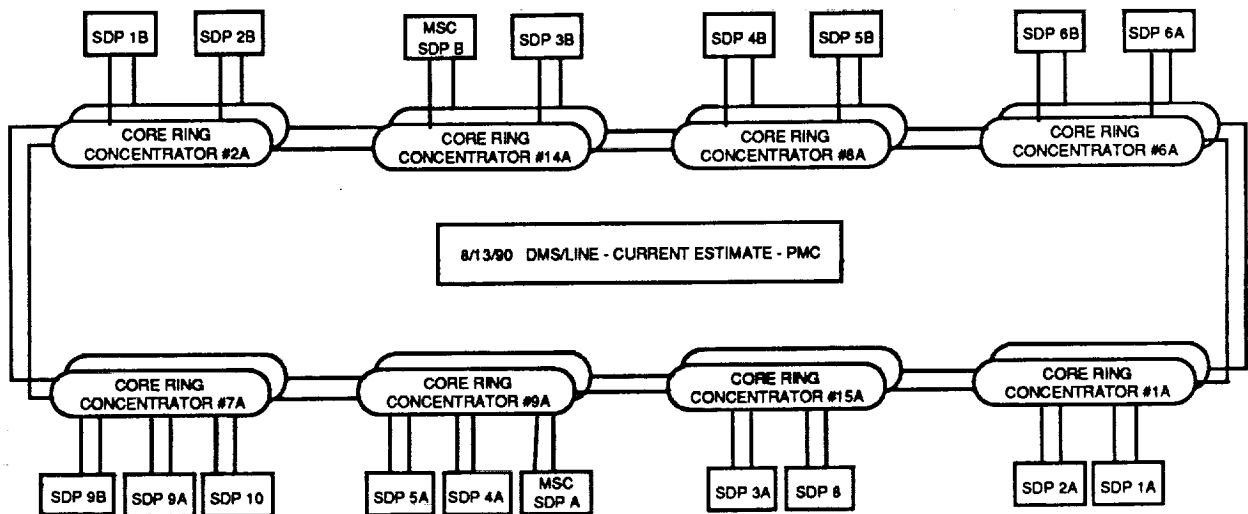 SDP 1B
SDP 2B
MSC
SDP B
SDP 3B
SDP 4B
SDP 5B
SDP 6B
SDP 6A
CORE RING
CONCENTRATOR #2A
CORE RING
CONCENTRATOR #14A
CORE RING
CONCENTRATOR #8A
CORE RING
CONCENTRATOR #6A
8/13/90 DMS/LINE - CURRENT ESTIMATE - PMC
CORE RING
CONCENTRATOR #7A
CORE RING
CONCENTRATOR #9A
CORE RING
CONCENTRATOR #15A
CORE RING
CONCENTRATOR #1A
SDP 9B
SDP 9A
SDP 10
SDP 5A
SDP 4A
MSC
SDP A
SDP 3A
SDP 8
SDP 2A
SDP 1A